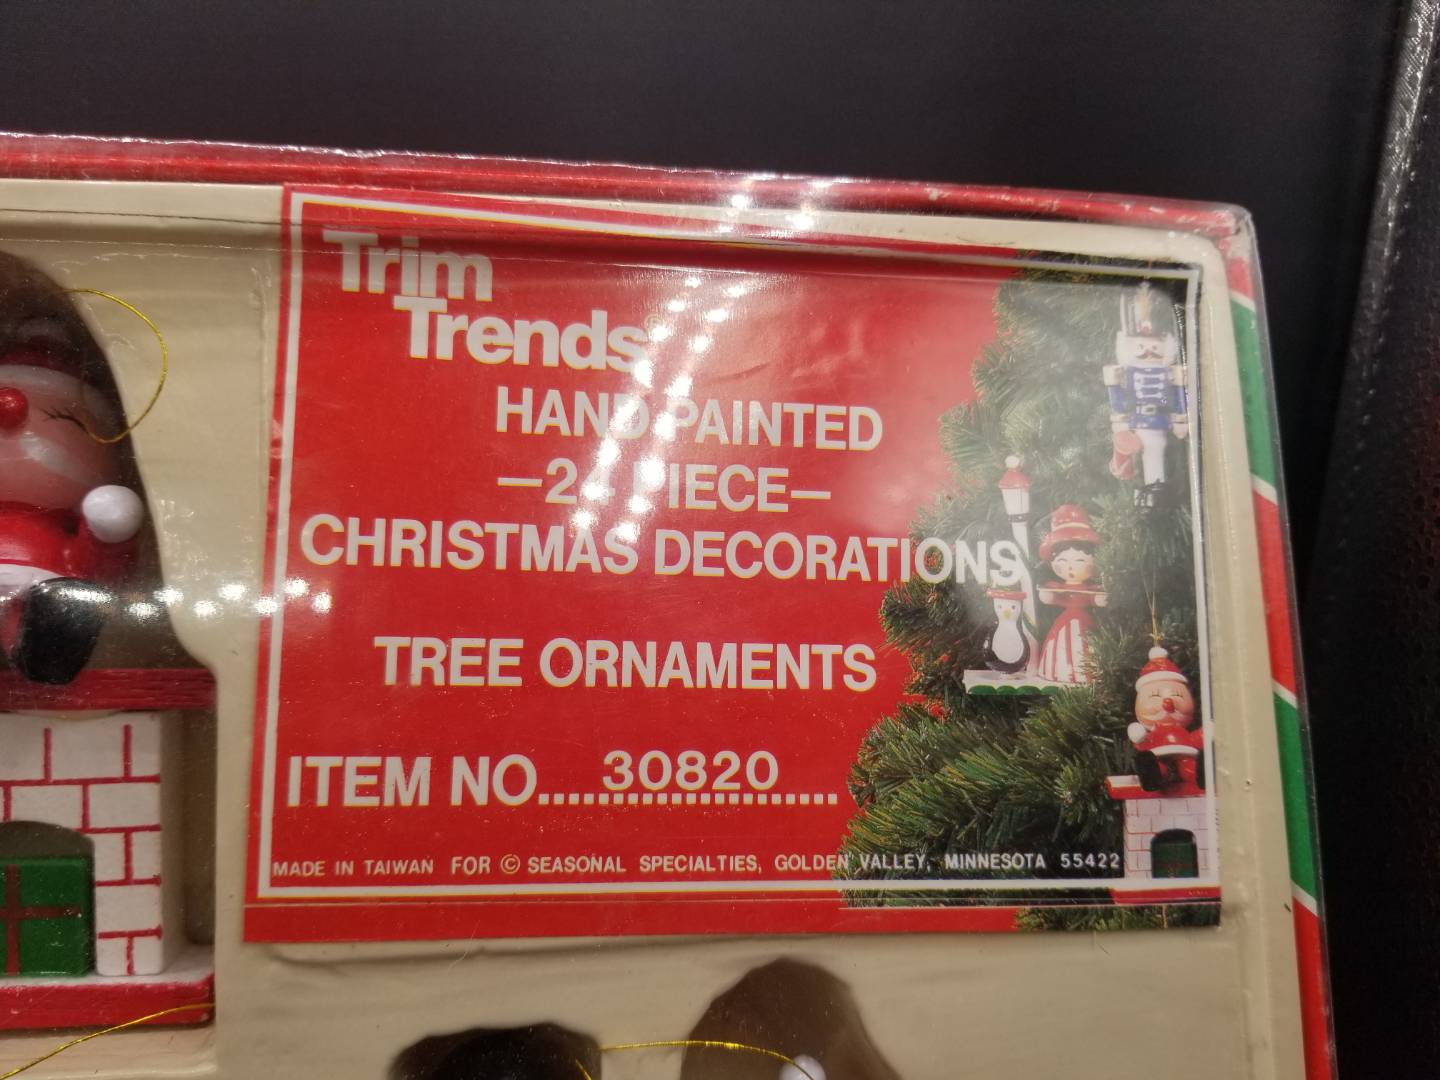 Trim
Trends
HAND PAINTED
—24 PIECE—
CHRISTMAS DECORATIONS
TREE ORNAMENTS
ITEM NO....30820....
MADE IN TAIWAN FOR © SEASONAL SPECIALTIES, GOLDEN VALLEY, MINNESOTA 55422